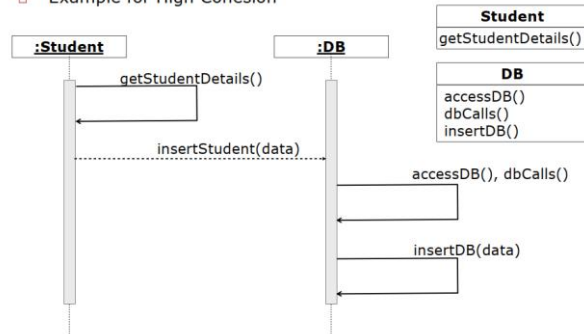 Example for High Cohesion
:Student
:DB
getStudentDetails()
insertStudent(data)
accessDB(), dbCalls()
insertDB(data)
Student
getStudentDetails()
DB
accessDB()
dbCalls()
insertDB()